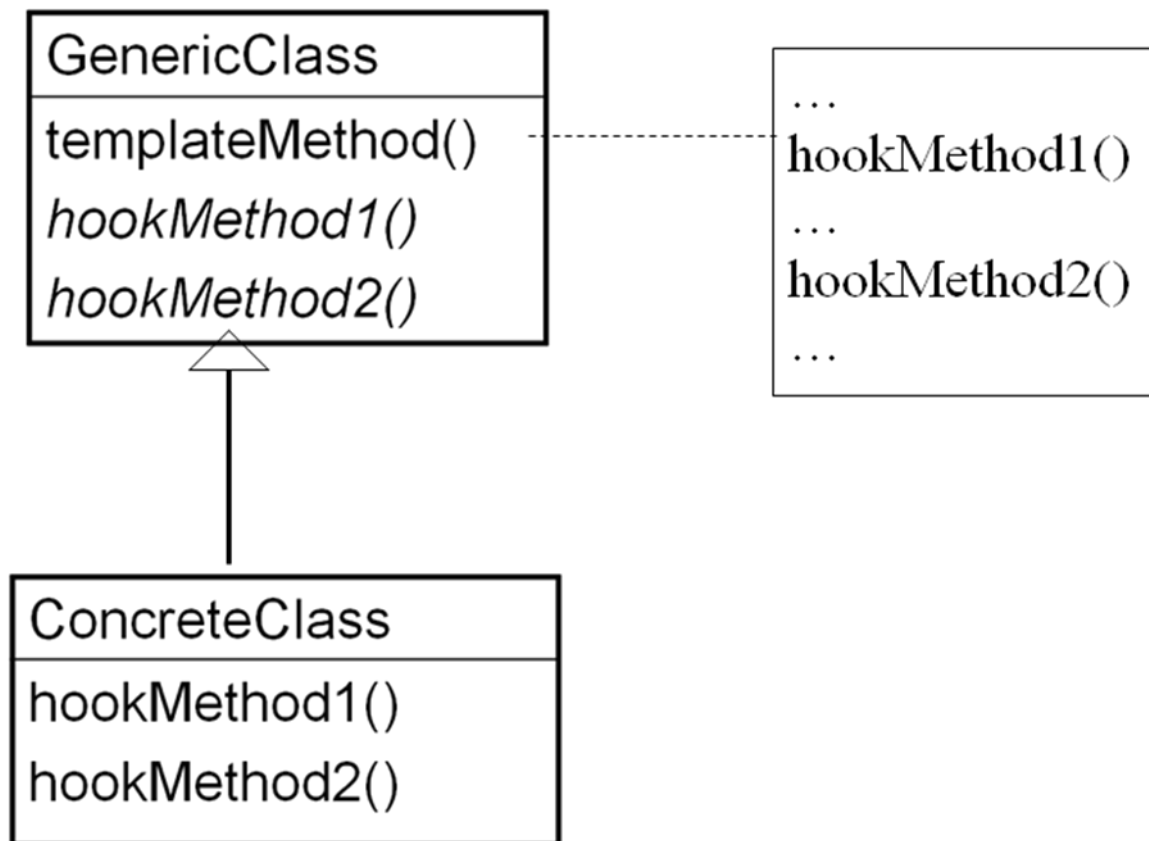 GenericClass
templateMethod()
hookMethod1()
hookMethod2()
…
hookMethod1()
…
hookMethod2()
…
ConcreteClass
hookMethod1()
hookMethod2()